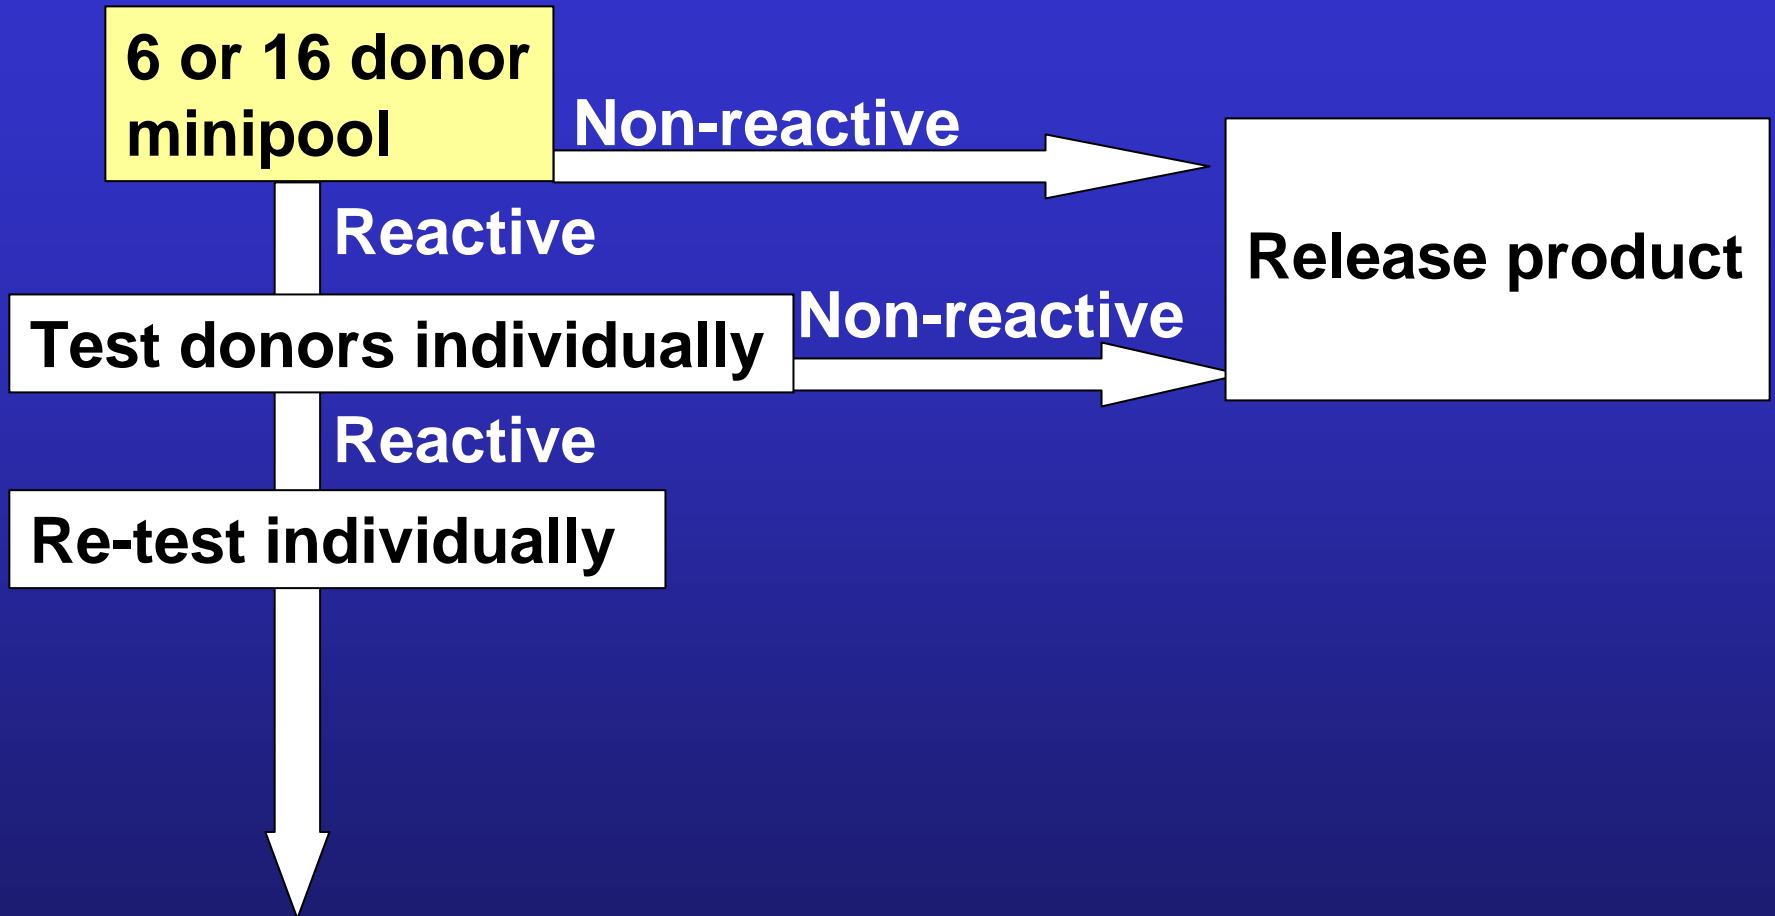 6 or 16 donor
minipool
Non-reactive
Reactive
Release product
Test donors individually
Non-reactive
Reactive
Re-test individually